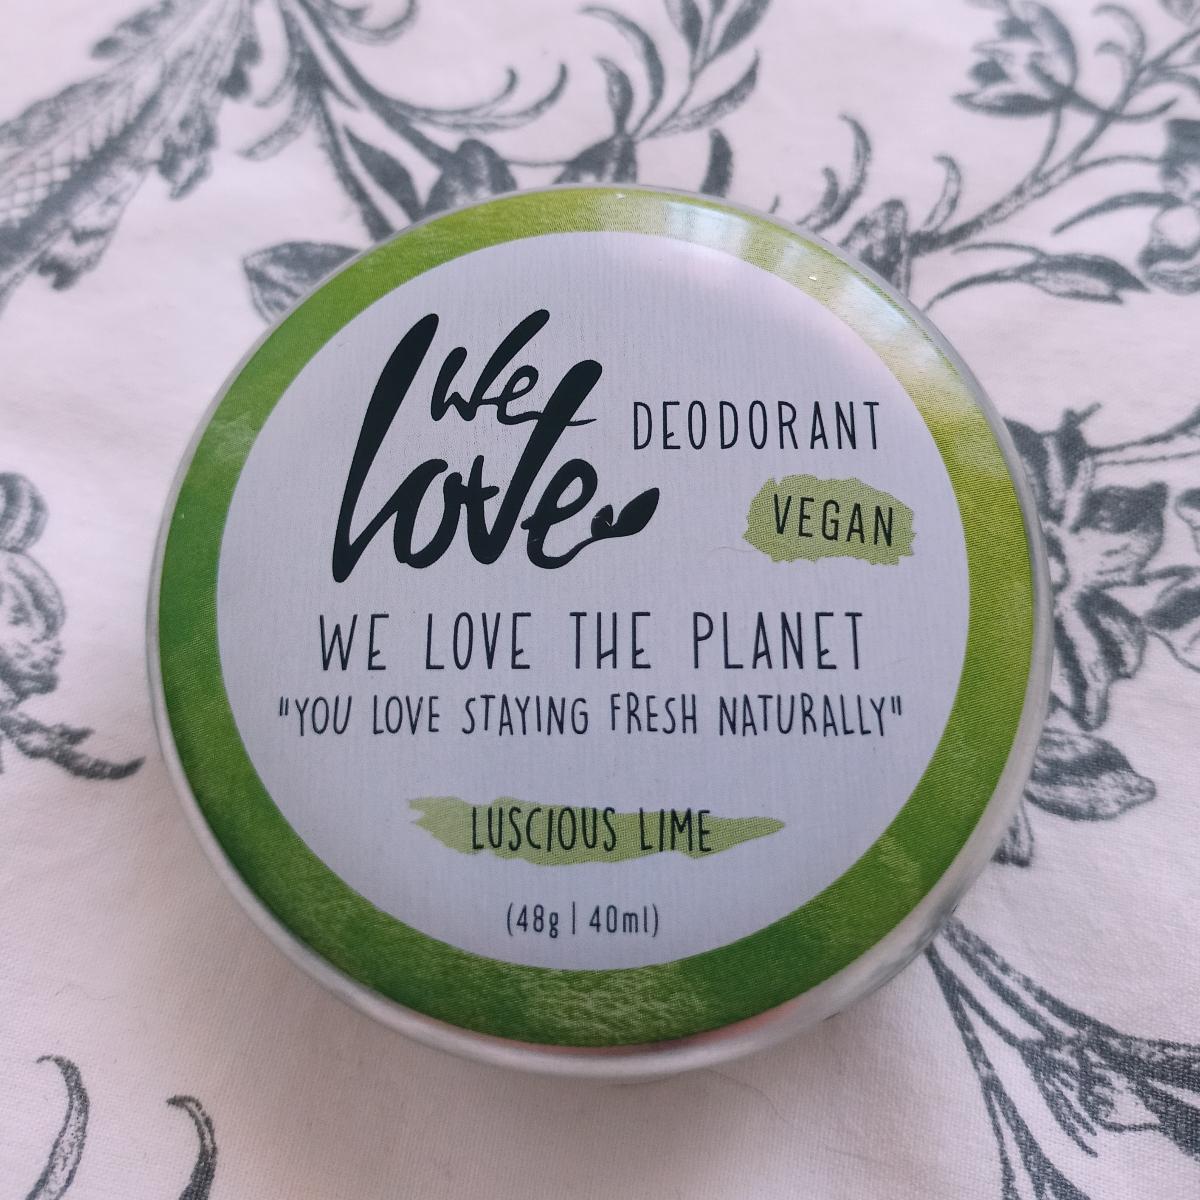 We
love
DEODORANT
VEGAN
WE LOVE THE PLANET
"YOU LOVE STAYING FRESH NATURALLY"
LUSCIOUS LIME
(48g | 40ml)